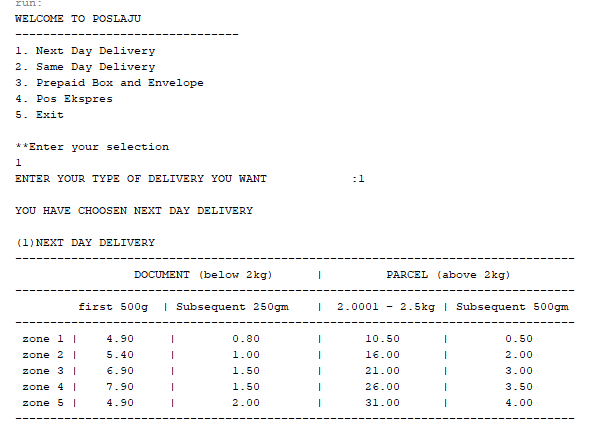 run:
WELCOME TO POSLAJU
--------------------------------
1. Next Day Delivery
2. Same Day Delivery
3. Prepaid Box and Envelope
4. Pos Ekspres
5. Exit
**Enter your selection
1
ENTER YOUR TYPE OF DELIVERY YOU WANT :1
YOU HAVE CHOOSEN NEXT DAY DELIVERY
(1)NEXT DAY DELIVERY
--------------------------------------------------------------------------------
DOCUMENT (below 2kg) | PARCEL (above 2kg)
--------------------------------------------------------------------------------
first 500g | Subsequent 250gm | 2.0001 - 2.5kg | Subsequent 500gm
--------------------------------------------------------------------------------
zone 1 | 4.90 | 0.80 | 10.50 | 0.50
zone 2 | 5.40 | 1.00 | 16.00 | 2.00
zone 3 | 6.90 | 1.50 | 21.00 | 3.00
zone 4 | 7.90 | 1.50 | 26.00 | 3.50
zone 5 | 4.90 | 2.00 | 31.00 | 4.00
--------------------------------------------------------------------------------